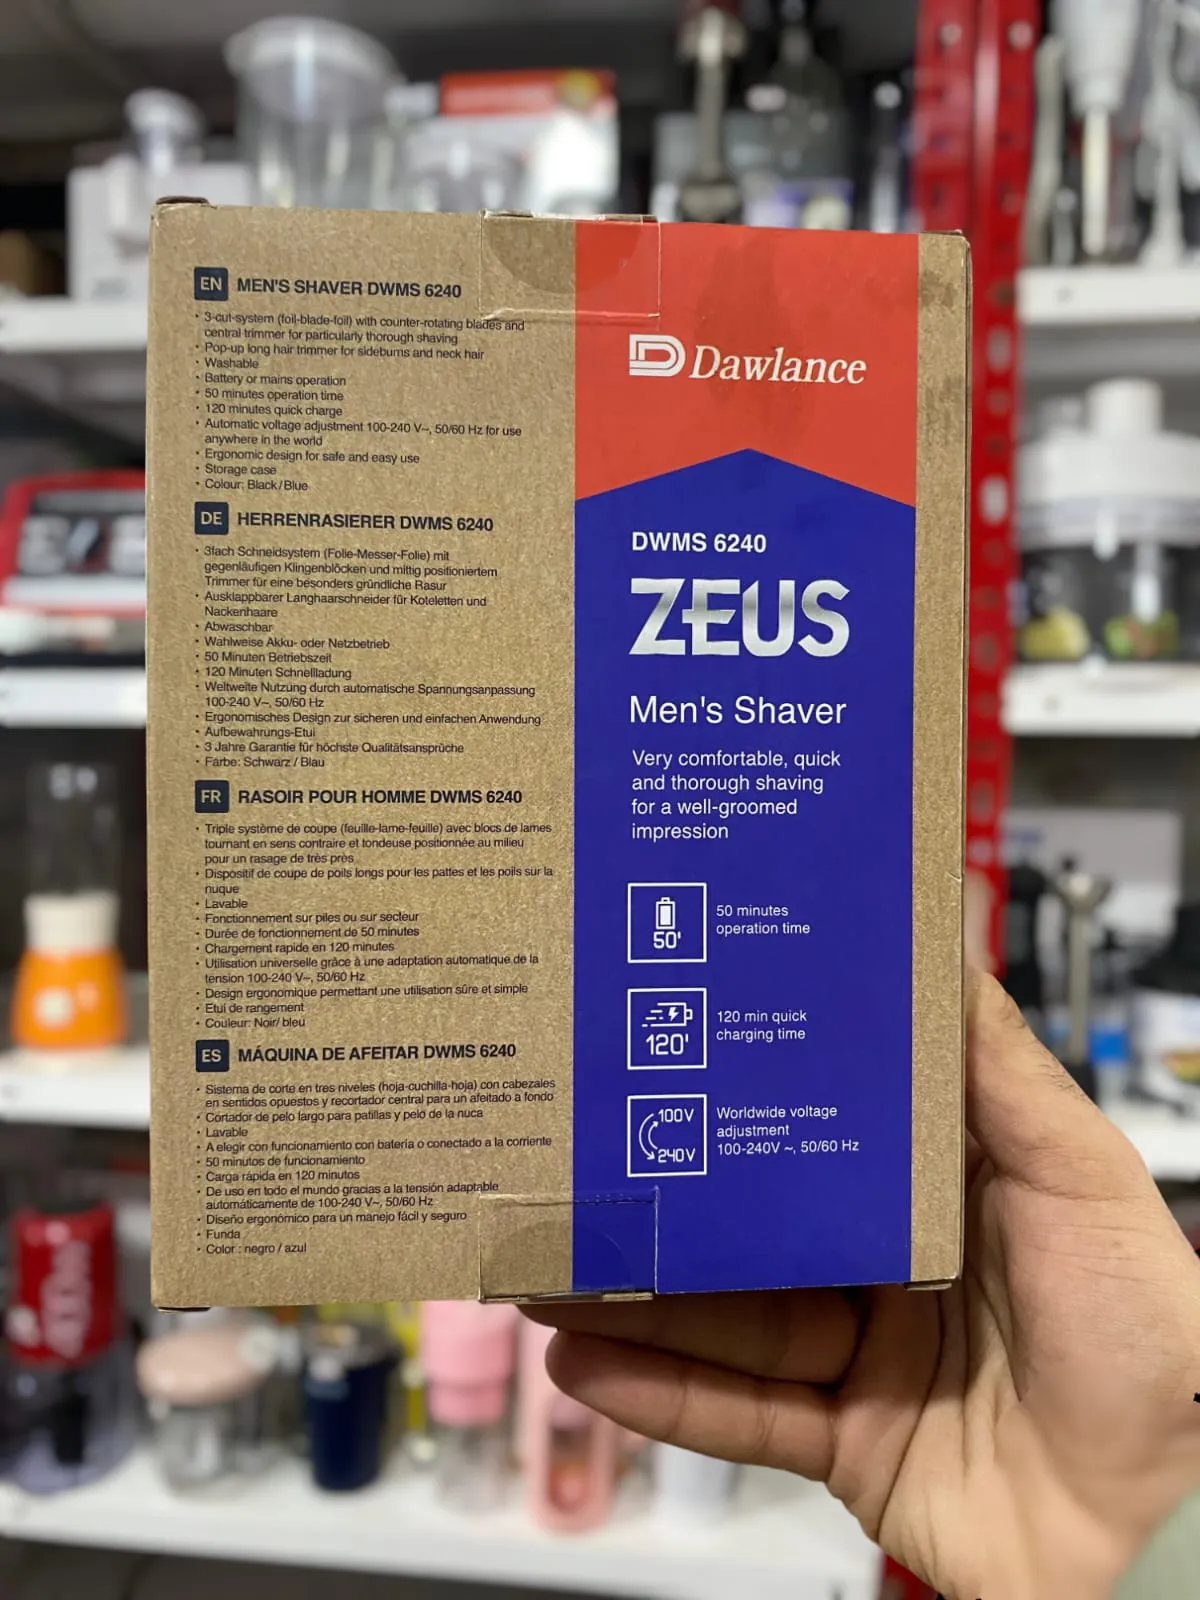 EN MEN'S SHAVER DWMS 6240
• 3-cut-system (foil-blade-foil) with counter-rotating blades and
central trimmer for particularly thorough shaving
• Pop-up long hair trimmer for sideburns and neck hair
• Washable
• Battery or mains operation
• 50 minutes operation time
• 120 minutes quick charge
• Automatic voltage adjustment 100-240 V~, 50/60 Hz for use
anywhere in the world
• Ergonomic design for safe and easy use
• Storage case
• Colour: Black/Blue
DE HERRENRASIERER DWMS 6240
• 3fach Schneidsystem (Folie-Messer-Folie) mit
gegenläufigen Klingenblöcken und mittig positioniertem
Trimmer für eine besonders gründliche Rasur
• Ausklappbarer Langhaarschneider für Koteletten und
Nackenhaare
• Abwaschbar
• Wahlweise Akku- oder Netzbetrieb
• 50 Minuten Betriebszeit
• 120 Minuten Schnellladung
• Weltweite Nutzung durch automatische Spannungsanpassung
100-240 V~, 50/60 Hz
• Ergonomisches Design zur sicheren und einfachen Anwendung
• Aufbewahrungs-Etui
• 3 Jahre Garantie für höchste Qualitätsansprüche
• Farbe: Schwarz / Blau
FR RASOIR POUR HOMME DWMS 6240
• Triple système de coupe (feuille-lame-feuille) avec blocs de lames
tournant en sens contraire et tondeuse positionnée au milieu
pour un rasage de très près
• Dispositif de coupe de poils longs pour les pattes et les poils sur la
nuque
• Lavable
• Fonctionnement sur piles ou sur secteur
• Durée de fonctionnement de 50 minutes
• Chargement rapide en 120 minutes
• Utilisation universelle grâce à une adaptation automatique de la
tension 100-240 V~, 50/60 Hz
• Design ergonomique permettant une utilisation sûre et simple
• Etui de rangement
• Couleur: Noir/ bleu
ES MÁQUINA DE AFEITAR DWMS 6240
• Sistema de corte en tres niveles (hoja-cuchilla-hoja) con cabezales
en sentidos opuestos y recortador central para un afeitado a fondo
• Cortador de pelo largo para patillas y pelo de la nuca
• Lavable
• A elegir con funcionamiento con batería o conectado a la corriente
• 50 minutos de funcionamiento
• Carga rápida en 120 minutos
• De uso en todo el mundo gracias a la tensión adaptable
automáticamente de 100-240 V~, 50/60 Hz
• Diseño ergonómico para un manejo fácil y seguro
• Funda
• Color : negro / azul
Dawlance
DWMS 6240
ZEUS
Men's Shaver
Very comfortable, quick
and thorough shaving
for a well-groomed
impression
50'
50 minutes
operation time
120'
120 min quick
charging time
100V
240V
Worldwide voltage
adjustment
100-240V ~, 50/60 Hz